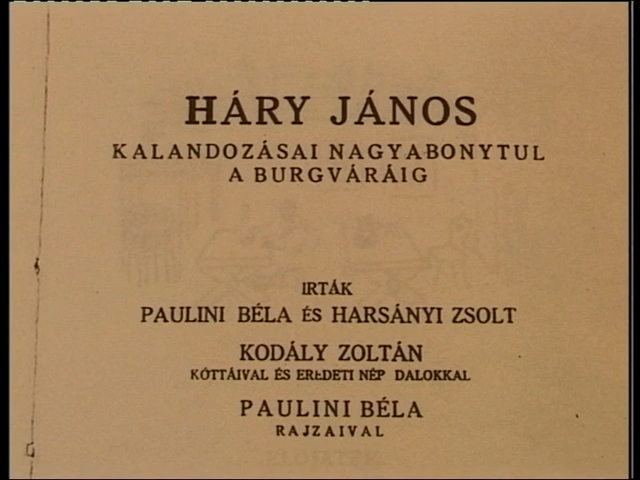 HÁRY JÁNOS
KALANDOZÁSAI NAGYABONYTUL
A BURGVÁRÁIG
IRTÁK
PAULINI BÉLA ÉS HARSÁNYI ZSOLT
KODÁLY ZOLTÁN
KÓTTÁIVAL ÉS EREDETI NÉP DALOKKAL
PAULINI BÉLA
RAJZAIVAL